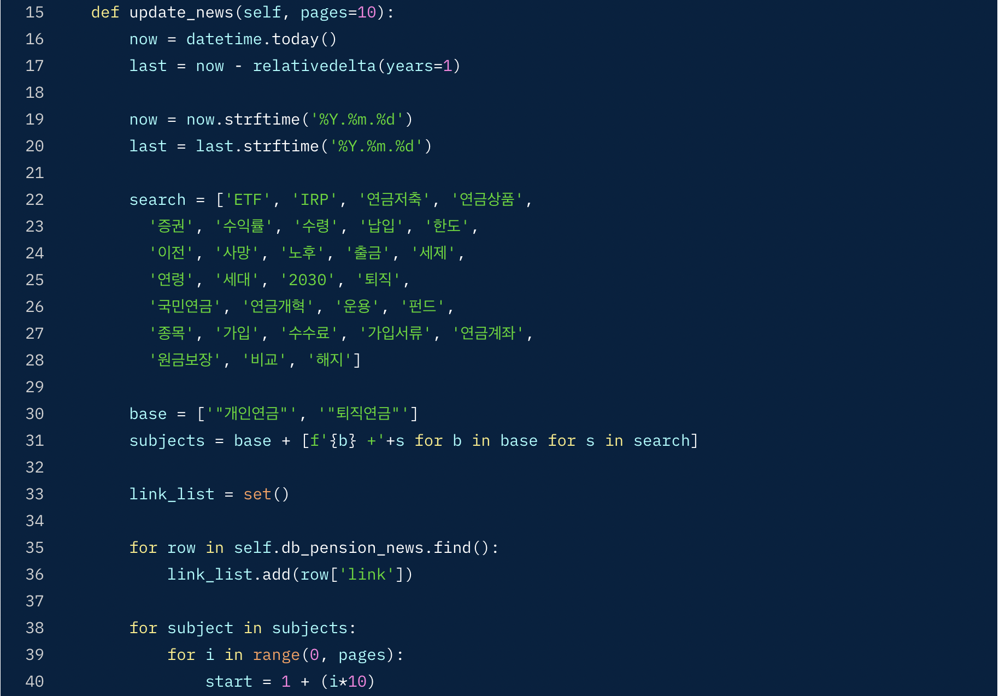 15     def update_news(self, pages=10):
16         now = datetime.today()
17         last = now - relativedelta(years=1)
18
19         now = now.strftime('%Y.%m.%d')
20         last = last.strftime('%Y.%m.%d')
21
22         search = ['ETF', 'IRP', '연금저축', '연금상품',
23           '증권', '수익률', '수령', '납입', '한도',
24           '이전', '사망', '노후', '출금', '세제',
25           '연령', '세대', '2030', '퇴직',
26           '국민연금', '연금개혁', '운용', '펀드',
27           '종목', '가입', '수수료', '가입서류', '연금계좌',
28           '원금보장', '비교', '해지']
29
30         base = ['"개인연금"', '"퇴직연금"']
31         subjects = base + [f'{b} +'+s for b in base for s in search]
32
33         link_list = set()
34
35         for row in self.db_pension_news.find():
36             link_list.add(row['link'])
37
38         for subject in subjects:
39             for i in range(0, pages):
40                 start = 1 + (i*10)